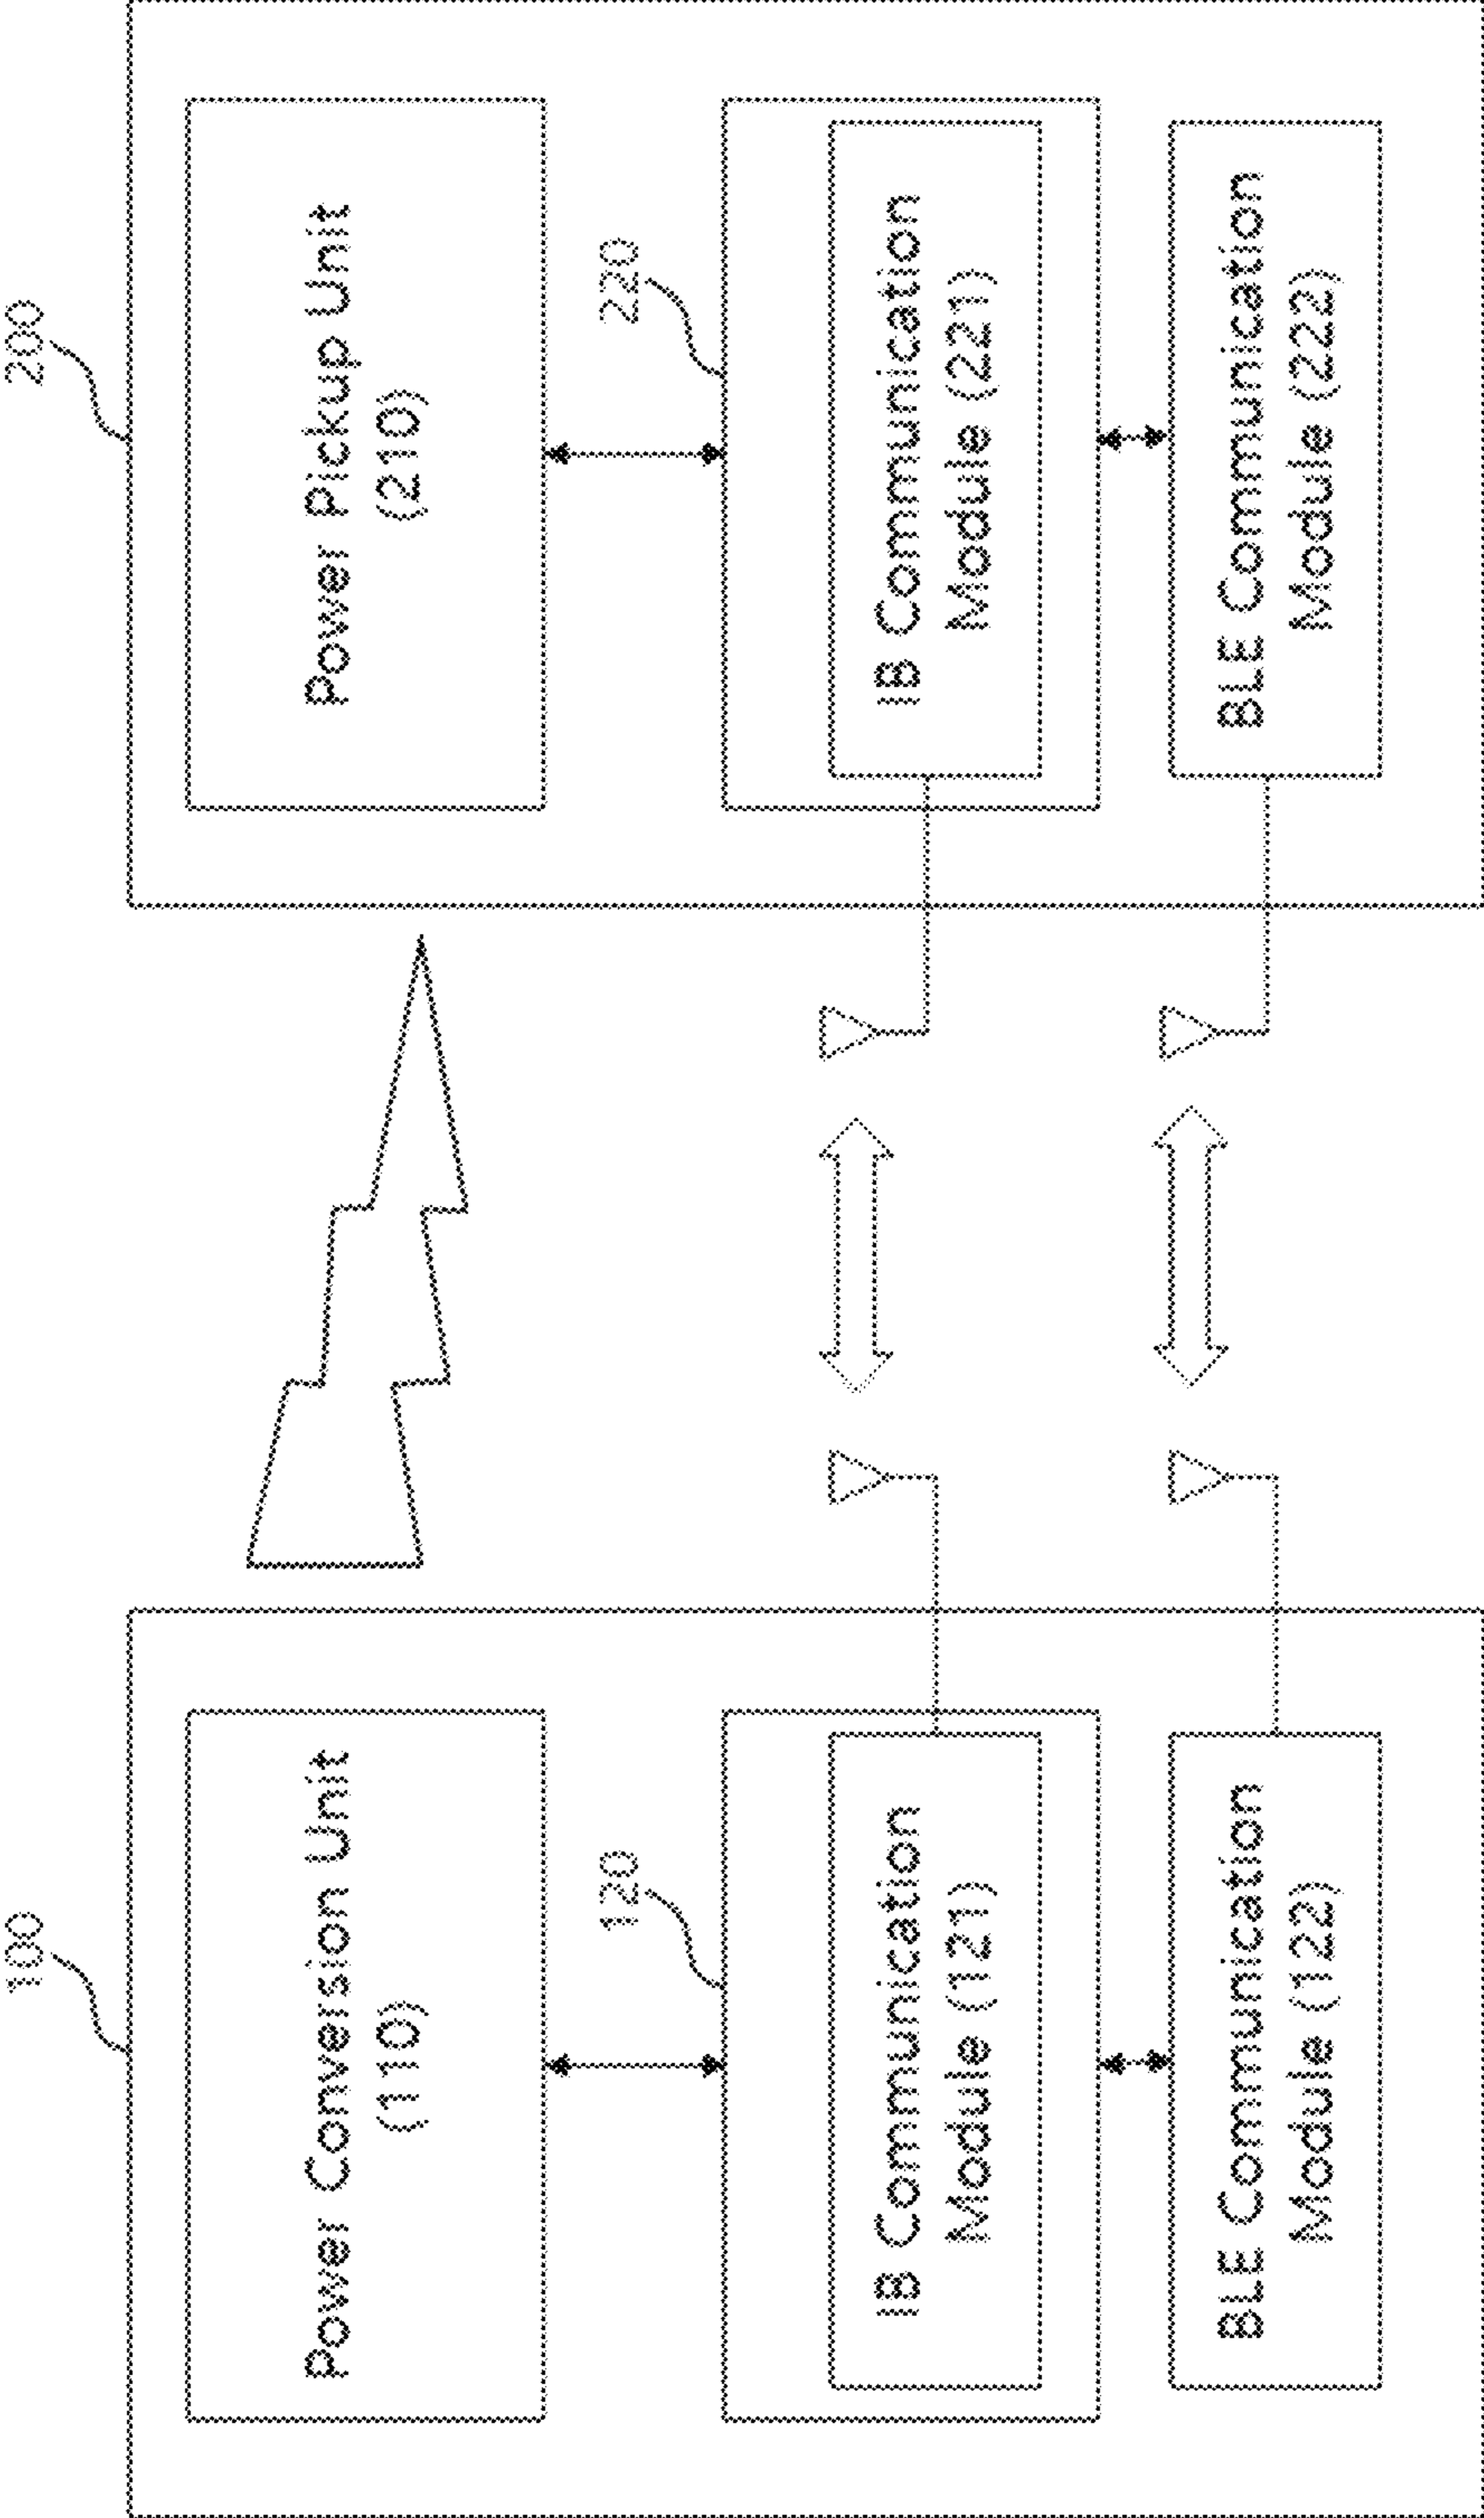 100
Power Conversion Unit
(110)
120
IB Communication
Module (121)
BLE Communication
Module (122)
200
Power Pickup Unit
(210)
220
IB Communication
Module (221)
BLE Communication
Module (222)